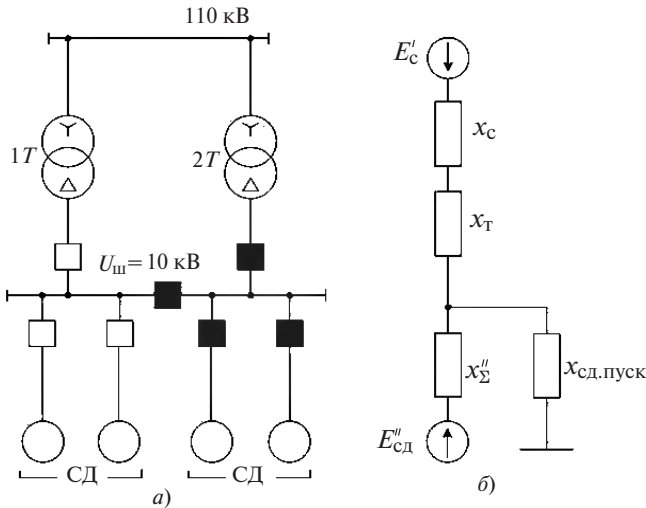 110 кВ
1T
2T
Uш=10 кВ
СД
СД
а)
E'с
xс
xт
x''Σ
xсд.пуск
E''сд
б)